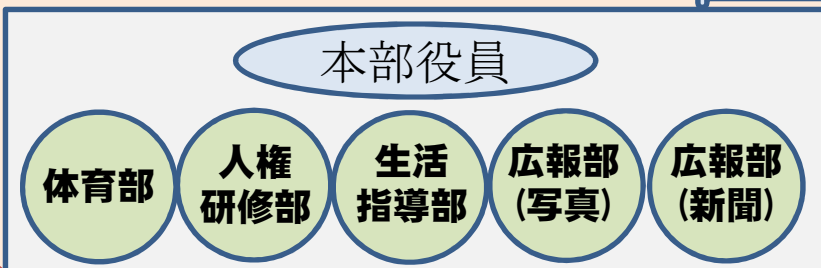 本部役員
体育部
人権
研修部
生活
指導部
広報部
(写真)
広報部
(新聞)